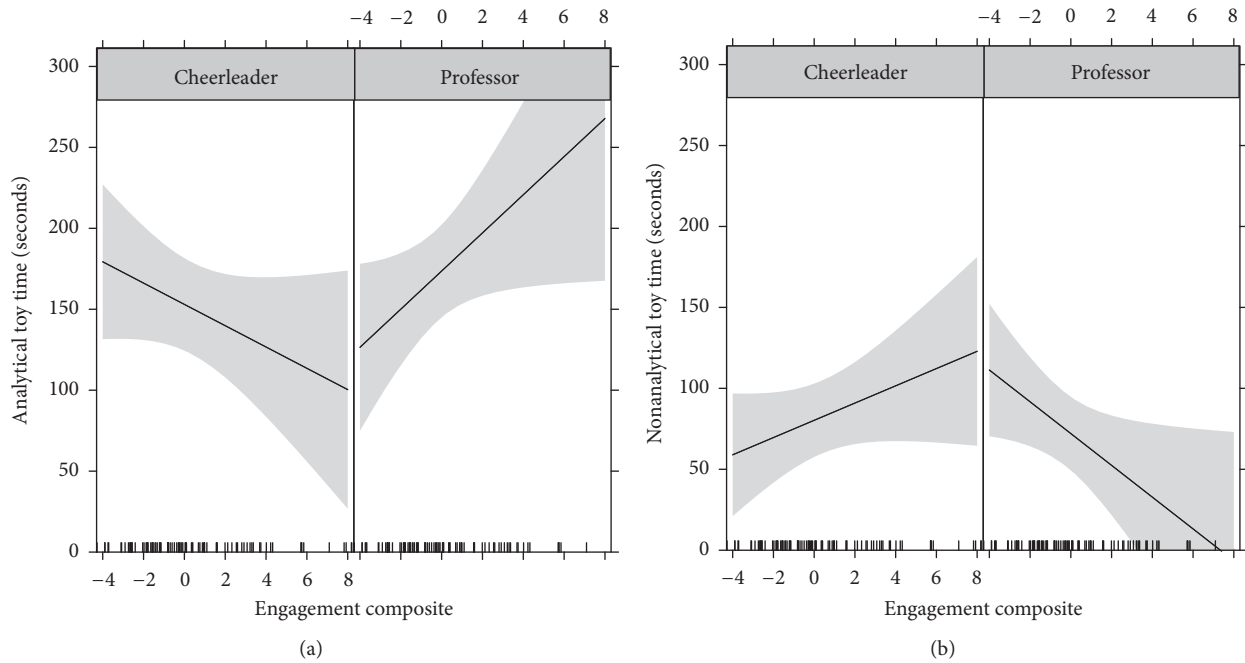 −4 −2 0 2 4 6 8
Cheerleader Professor
300
250
200
150
100
50
0
Analytical toy time (seconds)
−4 −2 0 2 4 6 8
Engagement composite
(a)
−4 −2 0 2 4 6 8
Cheerleader Professor
300
250
200
150
100
50
0
Nonanalytical toy time (seconds)
−4 −2 0 2 4 6 8
Engagement composite
(b)